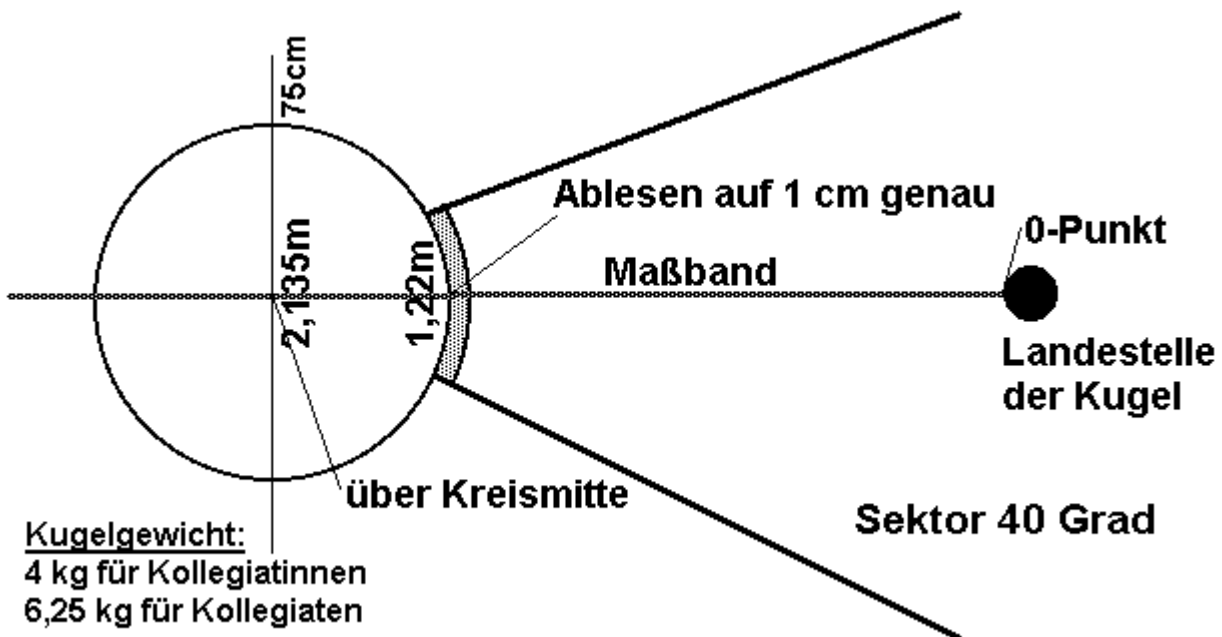 75cm
Ablesen auf 1 cm genau
0-Punkt
Maßband
2,135m
1,22m
Landestelle
der Kugel
über Kreismitte
Sektor 40 Grad
Kugelgewicht:
4 kg für Kollegiatinnen
6,25 kg für Kollegiaten